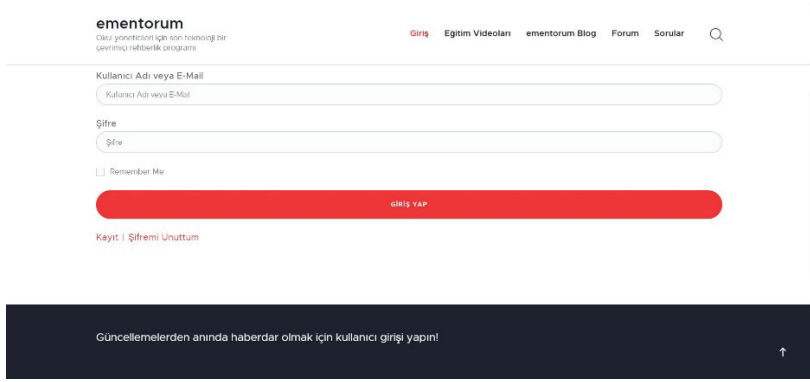 ementorum
Okul yöneticileri için son teknoloji bir
çevrimiçi rehberlik programı
Giriş
Eğitim Videoları
ementorum Blog
Forum
Sorular
Kullanıcı Adı veya E-Mail
Kullanıcı Adı veya E-Mail
Şifre
Şifre
Remember Me
GİRİŞ YAP
Kayıt | Şifremi Unuttum
Güncellemelerden anında haberdar olmak için kullanıcı girişi yapın!